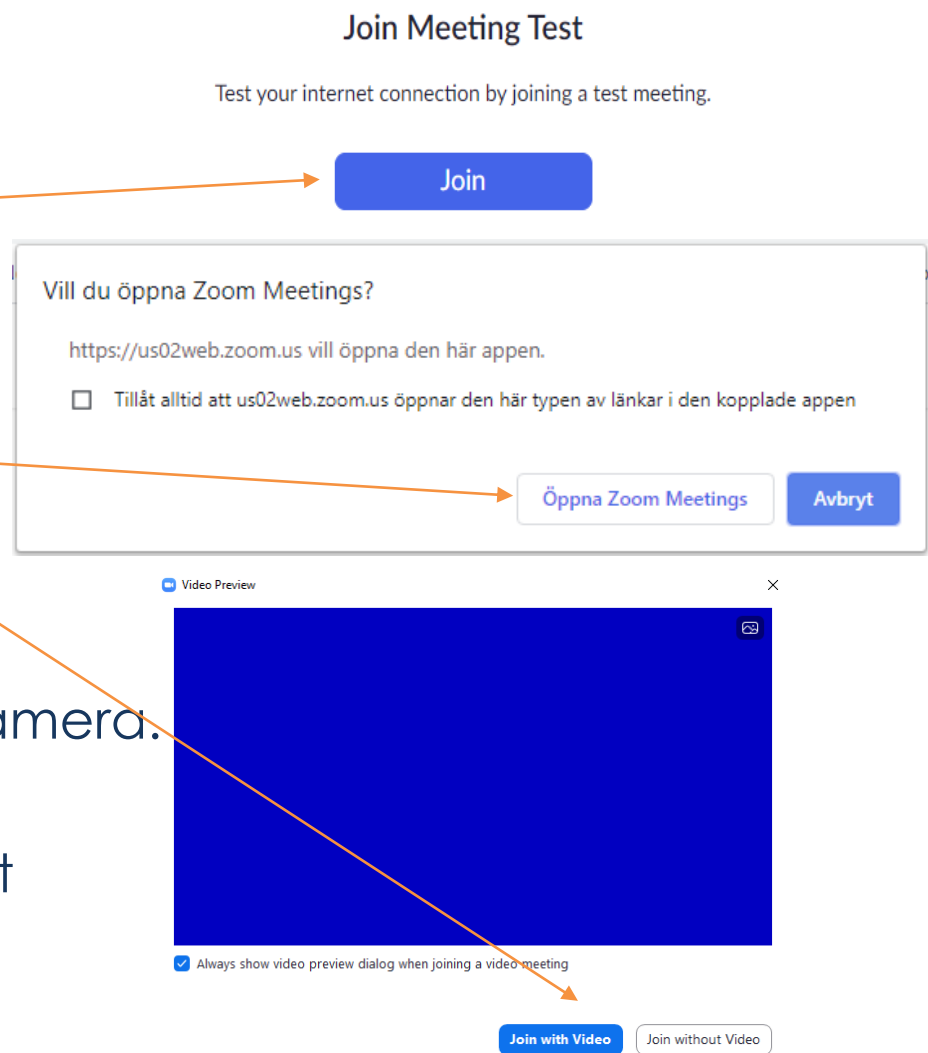 Join Meeting Test
Test your internet connection by joining a test meeting.
Join
Vill du öppna Zoom Meetings?
https://us02web.zoom.us vill öppna den här appen.
Tillåt alltid att us02web.zoom.us öppnar den här typen av länkar i den kopplade appen
Öppna Zoom Meetings Avbryt
Video Preview
amera.
t
Always show video preview dialog when joining a video meeting
Join with Video Join without Video